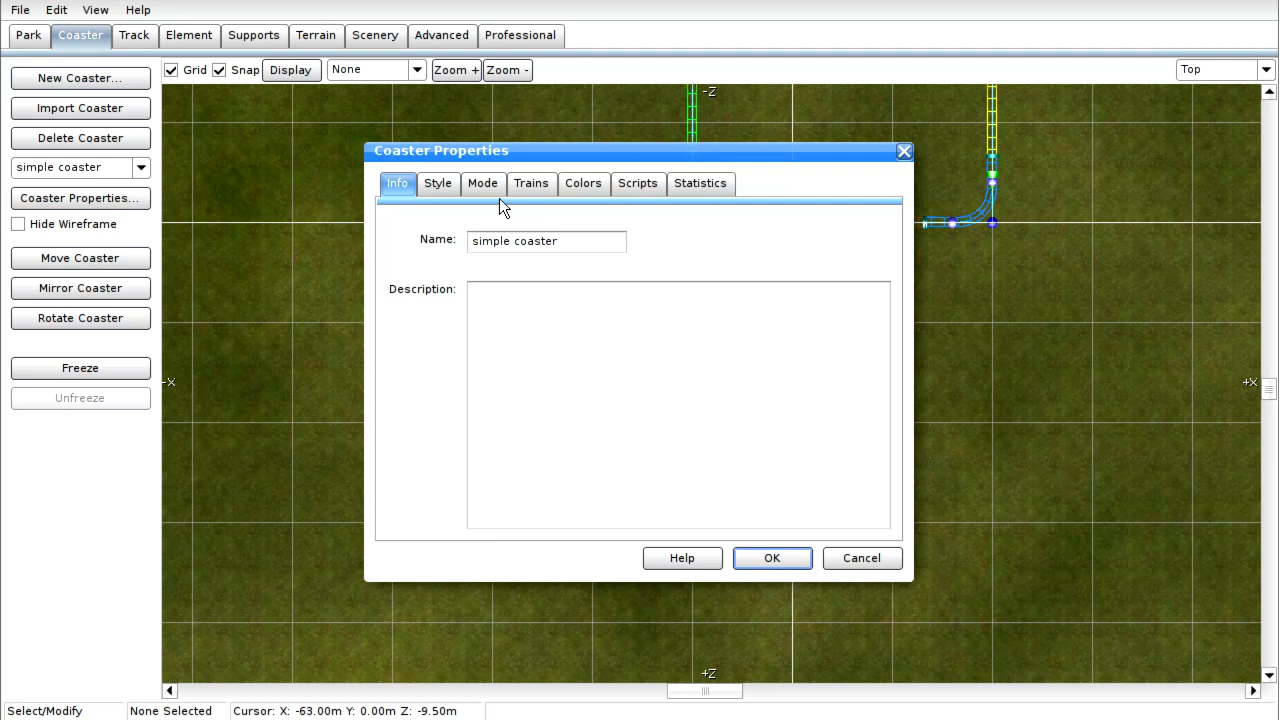 File Edit View Help
Park Coaster Track Element Supports Terrain Scenery Advanced Professional
Grid Snap Display None Zoom + Zoom - Top
New Coaster...
Import Coaster
Delete Coaster
simple coaster
Coaster Properties...
Hide Wireframe
Move Coaster
Mirror Coaster
Rotate Coaster
Freeze
Unfreeze
-Z
-X
+X
+Z
Coaster Properties
Info Style Mode Trains Colors Scripts Statistics
Name: simple coaster
Description:
Help OK Cancel
Select/Modify None Selected Cursor: X: -63.00m Y: 0.00m Z: -9.50m